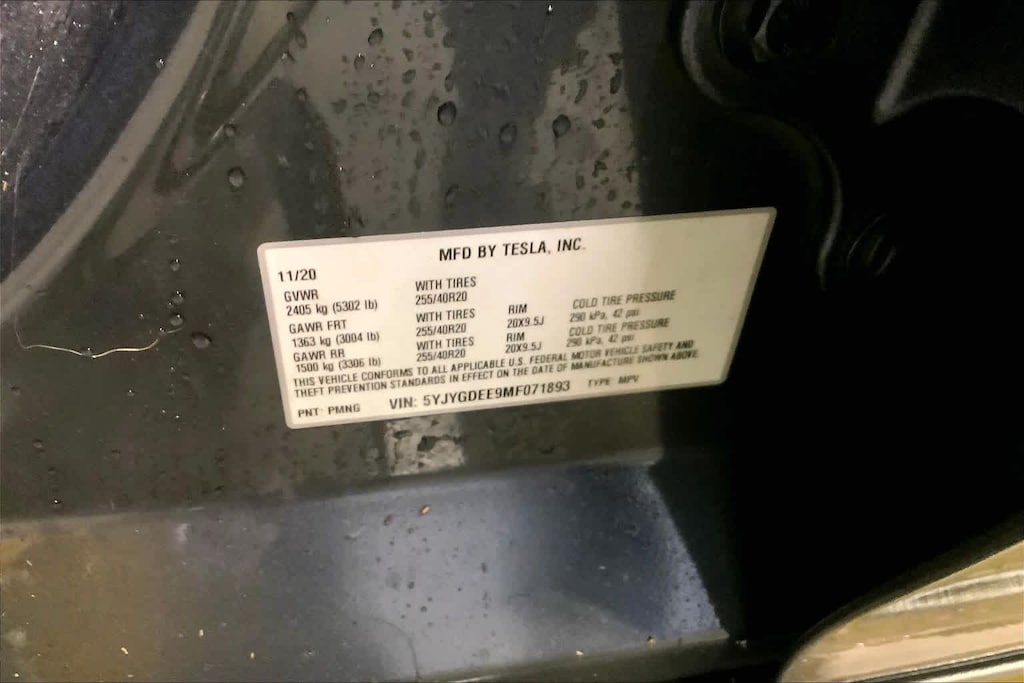 MFD BY TESLA, INC.
11/20
GVWR WITH TIRES
2405 kg (5302 lb) 255/40R20
GAWR FRT WITH TIRES RIM COLD TIRE PRESSURE
1363 kg (3004 lb) 255/40R20 20X9.5J 290 kPa, 42 psi
GAWR RR WITH TIRES RIM COLD TIRE PRESSURE
1500 kg (3306 lb) 255/40R20 20X9.5J 290 kPa, 42 psi
THIS VEHICLE CONFORMS TO ALL APPLICABLE U.S. FEDERAL MOTOR VEHICLE SAFETY AND
THEFT PREVENTION STANDARDS IN EFFECT ON THE DATE OF MANUFACTURE SHOWN ABOVE.
PNT: PMNG VIN: 5YJYGDEE9MF071893 TYPE: MPV